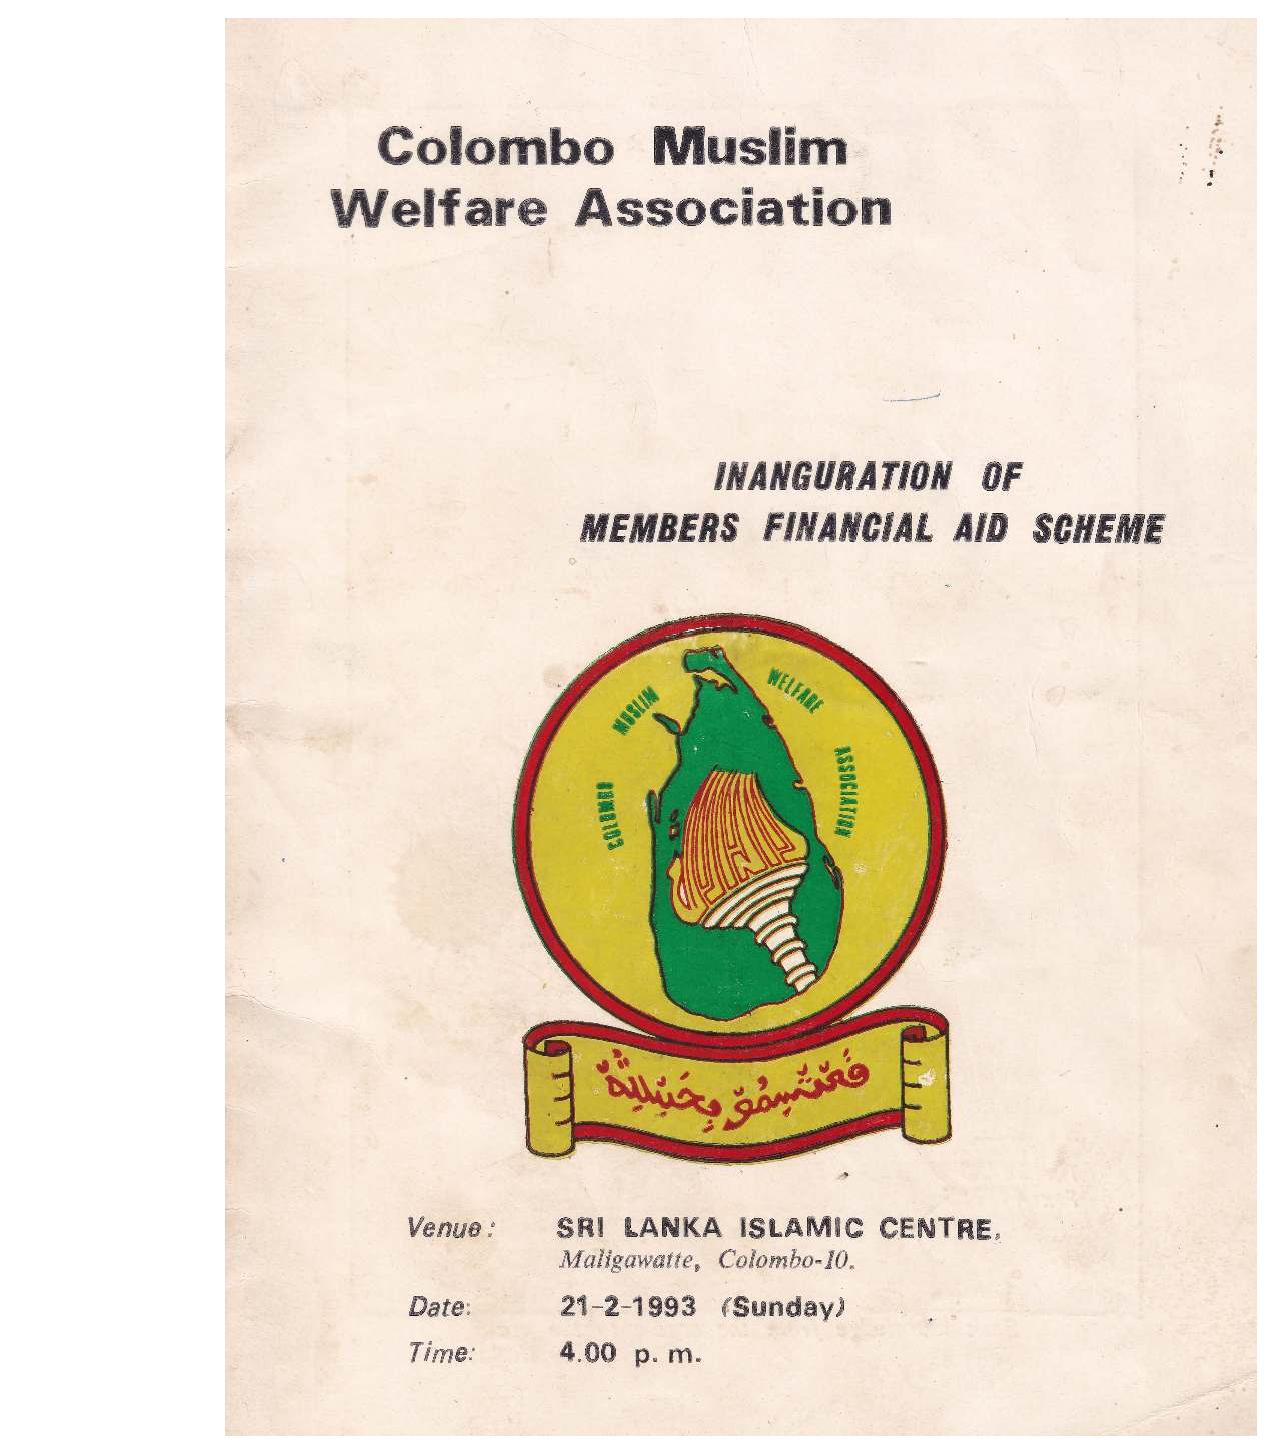 Colombo Muslim
Welfare Association
INANGURATION OF
MEMBERS FINANCIAL AID SCHEME
COLOMBO MUSLIM WELFARE ASSOCIATION
Venue: SRI LANKA ISLAMIC CENTRE,
Maligawatte, Colombo-10.
Date: 21-2-1993 (Sunday)
Time: 4.00 p. m.